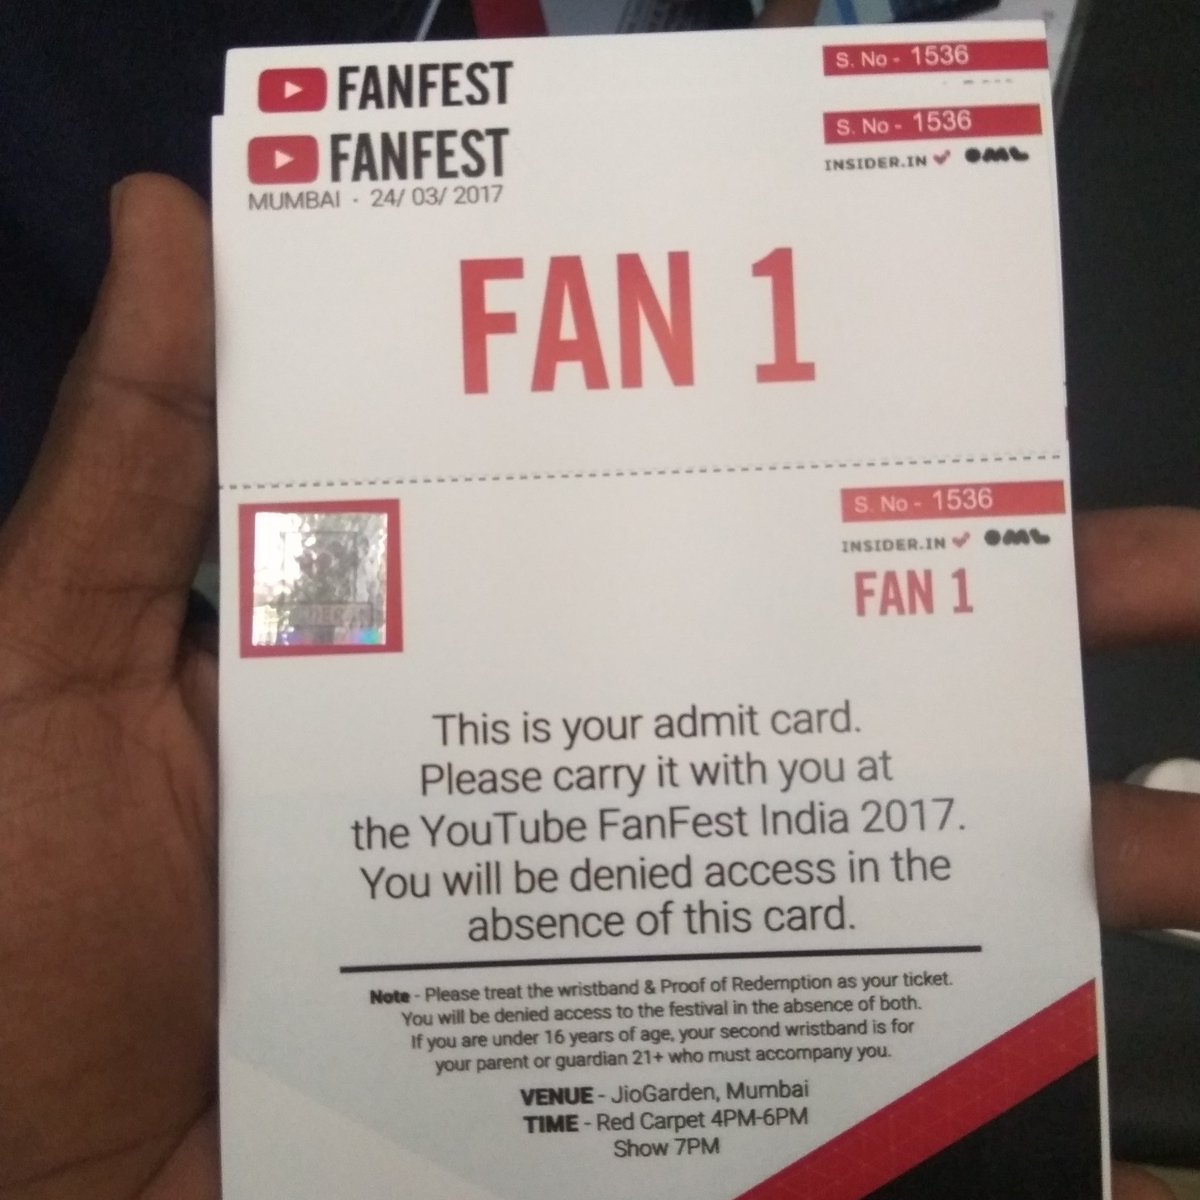 FANFEST
S. No - 1536
FANFEST
S. No - 1536
MUMBAI - 24/ 03/ 2017
INSIDER.IN OML
FAN 1
S. No - 1536
INSIDER.IN OML
FAN 1
This is your admit card.
Please carry it with you at
the YouTube FanFest India 2017.
You will be denied access in the
absence of this card.
Note - Please treat the wristband & Proof of Redemption as your ticket.
You will be denied access to the festival in the absence of both.
If you are under 16 years of age, your second wristband is for
your parent or guardian 21+ who must accompany you.
VENUE - JioGarden, Mumbai
TIME - Red Carpet 4PM-6PM
Show 7PM